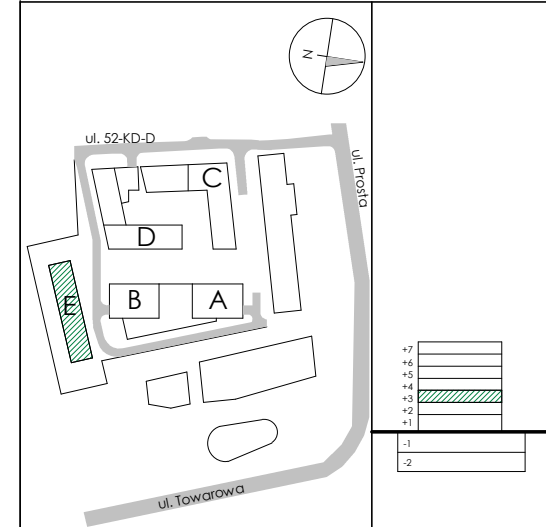 N
ul. 52-KD-D
ul. Prosta
C
D
E
B
A
+7
+6
+5
+4
+3
+2
+1
-1
-2
ul. Towarowa